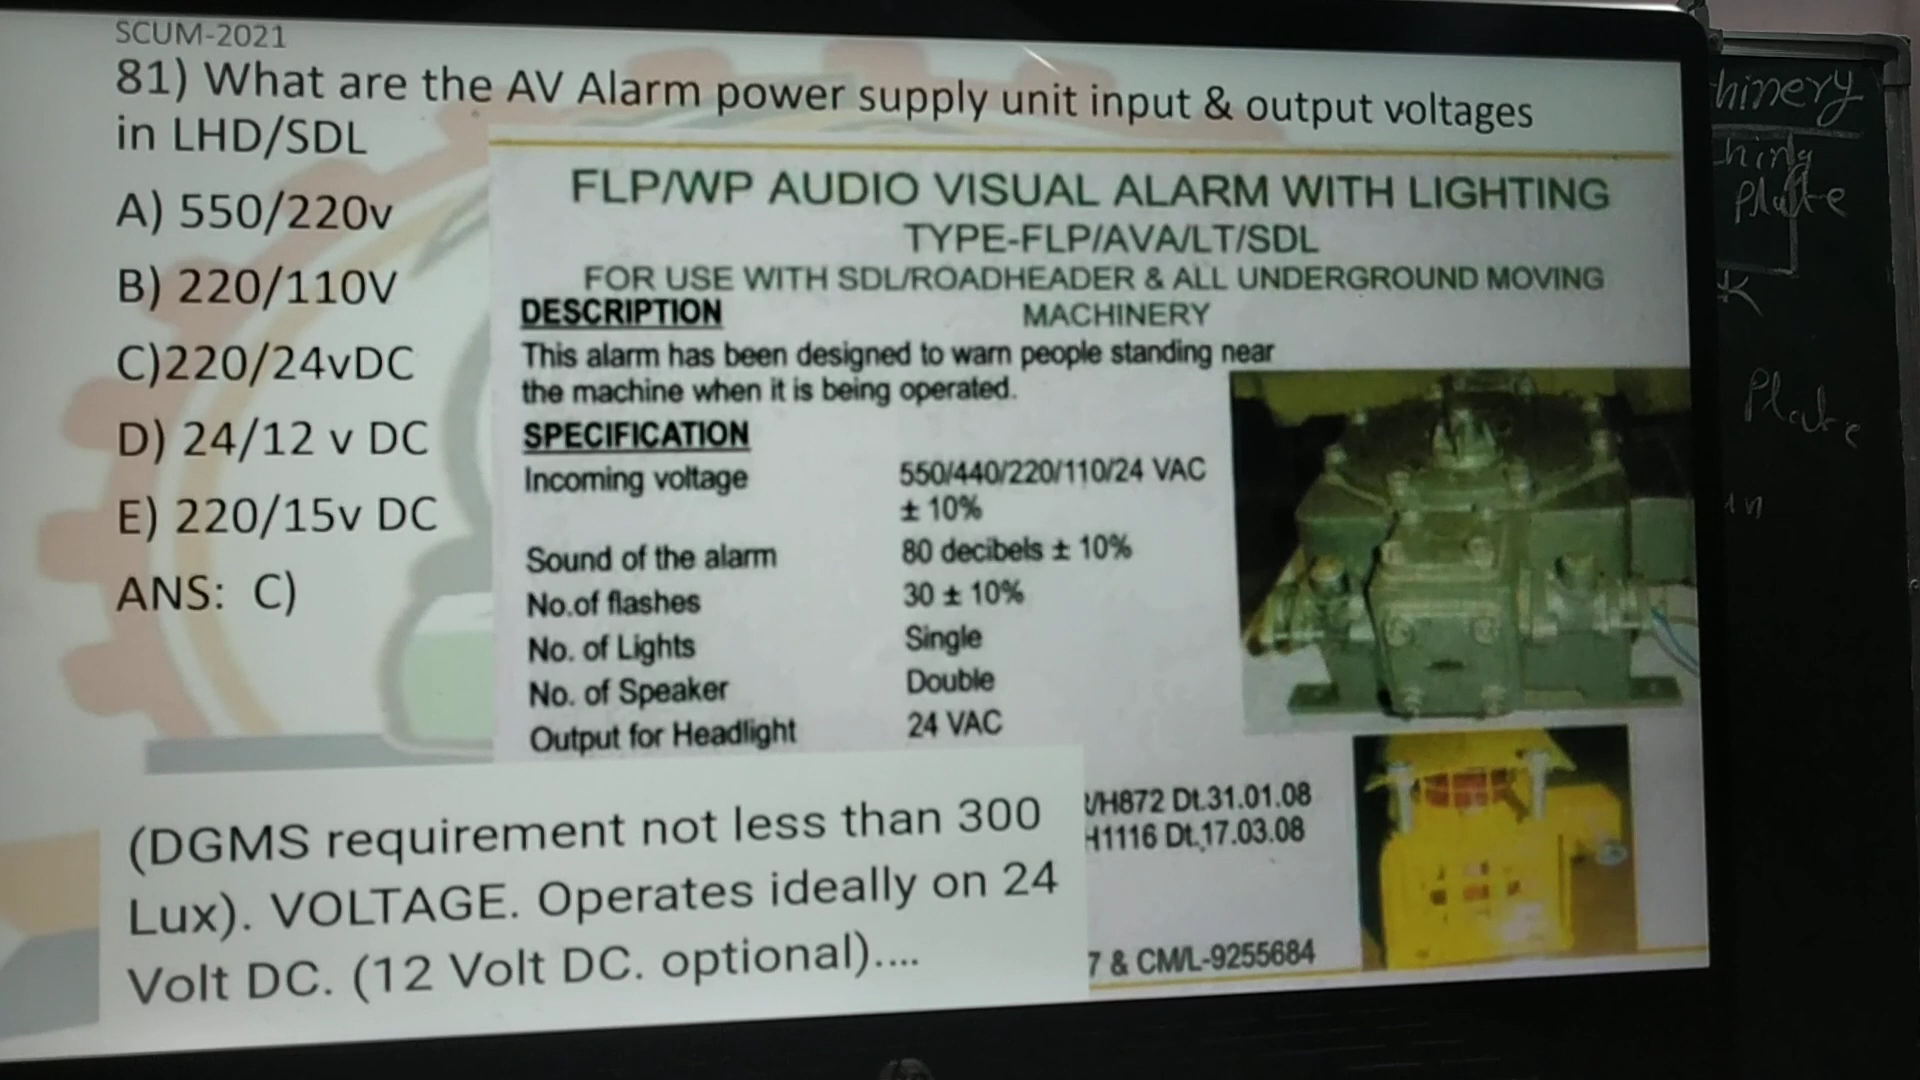 SCUM-2021
81) What are the AV Alarm power supply unit input & output voltages
in LHD/SDL
A) 550/220v
B) 220/110V
C)220/24vDC
D) 24/12 v DC
E) 220/15v DC
ANS: C)
FLP/WP AUDIO VISUAL ALARM WITH LIGHTING
TYPE-FLP/AVA/LT/SDL
FOR USE WITH SDL/ROADHEADER & ALL UNDERGROUND MOVING
MACHINERY
DESCRIPTION
This alarm has been designed to warn people standing near
the machine when it is being operated.
SPECIFICATION
Incoming voltage 550/440/220/110/24 VAC
± 10%
Sound of the alarm 80 decibels ± 10%
No.of flashes 30 ± 10%
No. of Lights Single
No. of Speaker Double
Output for Headlight 24 VAC
/H872 Dt.31.01.08
H1116 Dt.17.03.08
7 & CM/L-9255684
(DGMS requirement not less than 300
Lux). VOLTAGE. Operates ideally on 24
Volt DC. (12 Volt DC. optional)....
hinery
hing
Plate
K
Plate